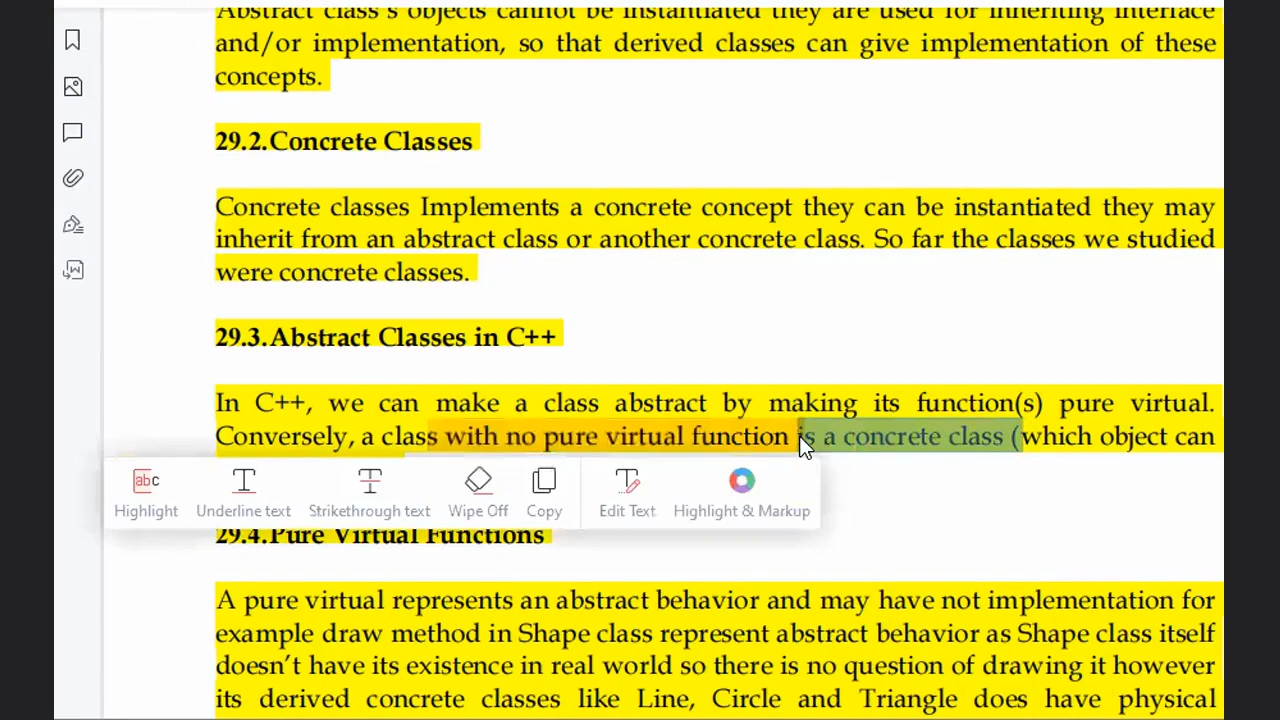 Abstract class's objects cannot be instantiated they are used for inheriting interface
and/or implementation, so that derived classes can give implementation of these
concepts.
29.2.Concrete Classes
Concrete classes Implements a concrete concept they can be instantiated they may
inherit from an abstract class or another concrete class. So far the classes we studied
were concrete classes.
29.3.Abstract Classes in C++
In C++, we can make a class abstract by making its function(s) pure virtual.
Conversely, a class with no pure virtual function is a concrete class (which object can
abc
Highlight Underline text Strikethrough text Wipe Off Copy Edit Text Highlight & Markup
29.4.Pure Virtual Functions
A pure virtual represents an abstract behavior and may have not implementation for
example draw method in Shape class represent abstract behavior as Shape class itself
doesn't have its existence in real world so there is no question of drawing it however
its derived concrete classes like Line, Circle and Triangle does have physical